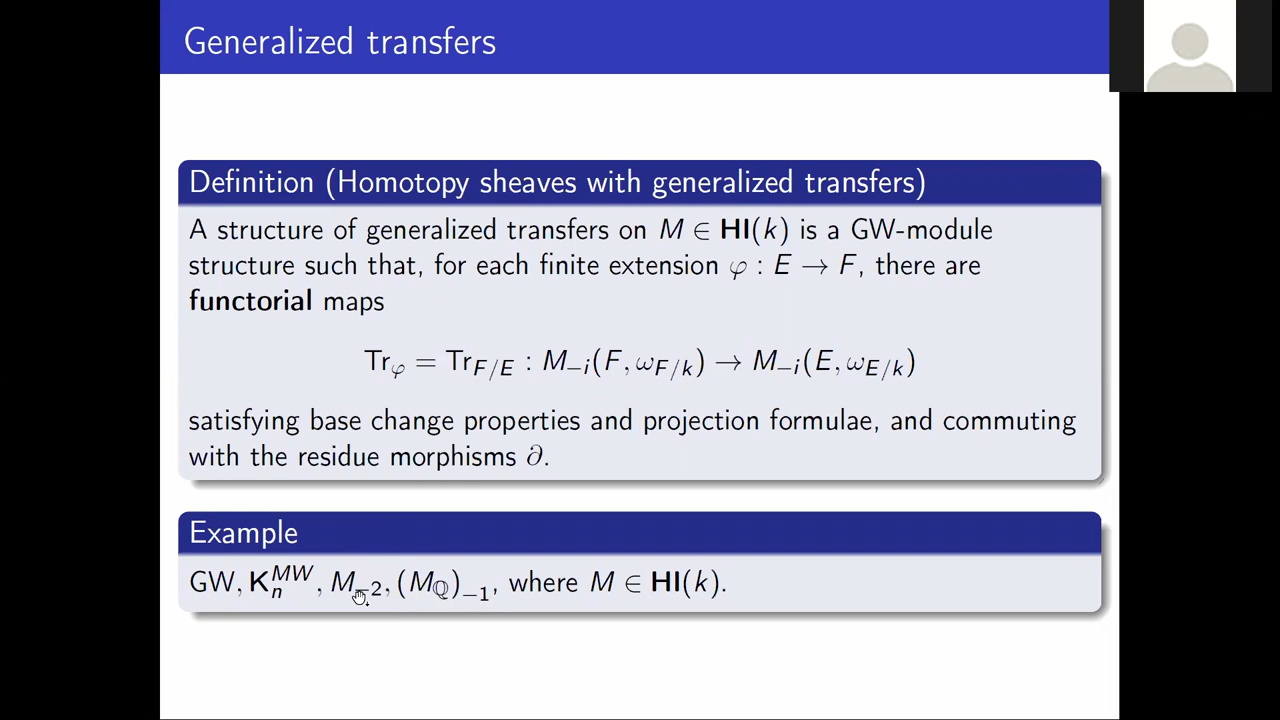 Generalized transfers
Definition (Homotopy sheaves with generalized transfers)
A structure of generalized transfers on M ∈ HI(k) is a GW-module
structure such that, for each finite extension φ : E → F, there are
functorial maps
Tr_φ = Tr_{F/E} : M_{−i}(F, ω_{F/k}) → M_{−i}(E, ω_{E/k})
satisfying base change properties and projection formulae, and commuting
with the residue morphisms ∂.
Example
GW, K_n^{MW}, M_{−2}, (M_ℚ)_{−1}, where M ∈ HI(k).